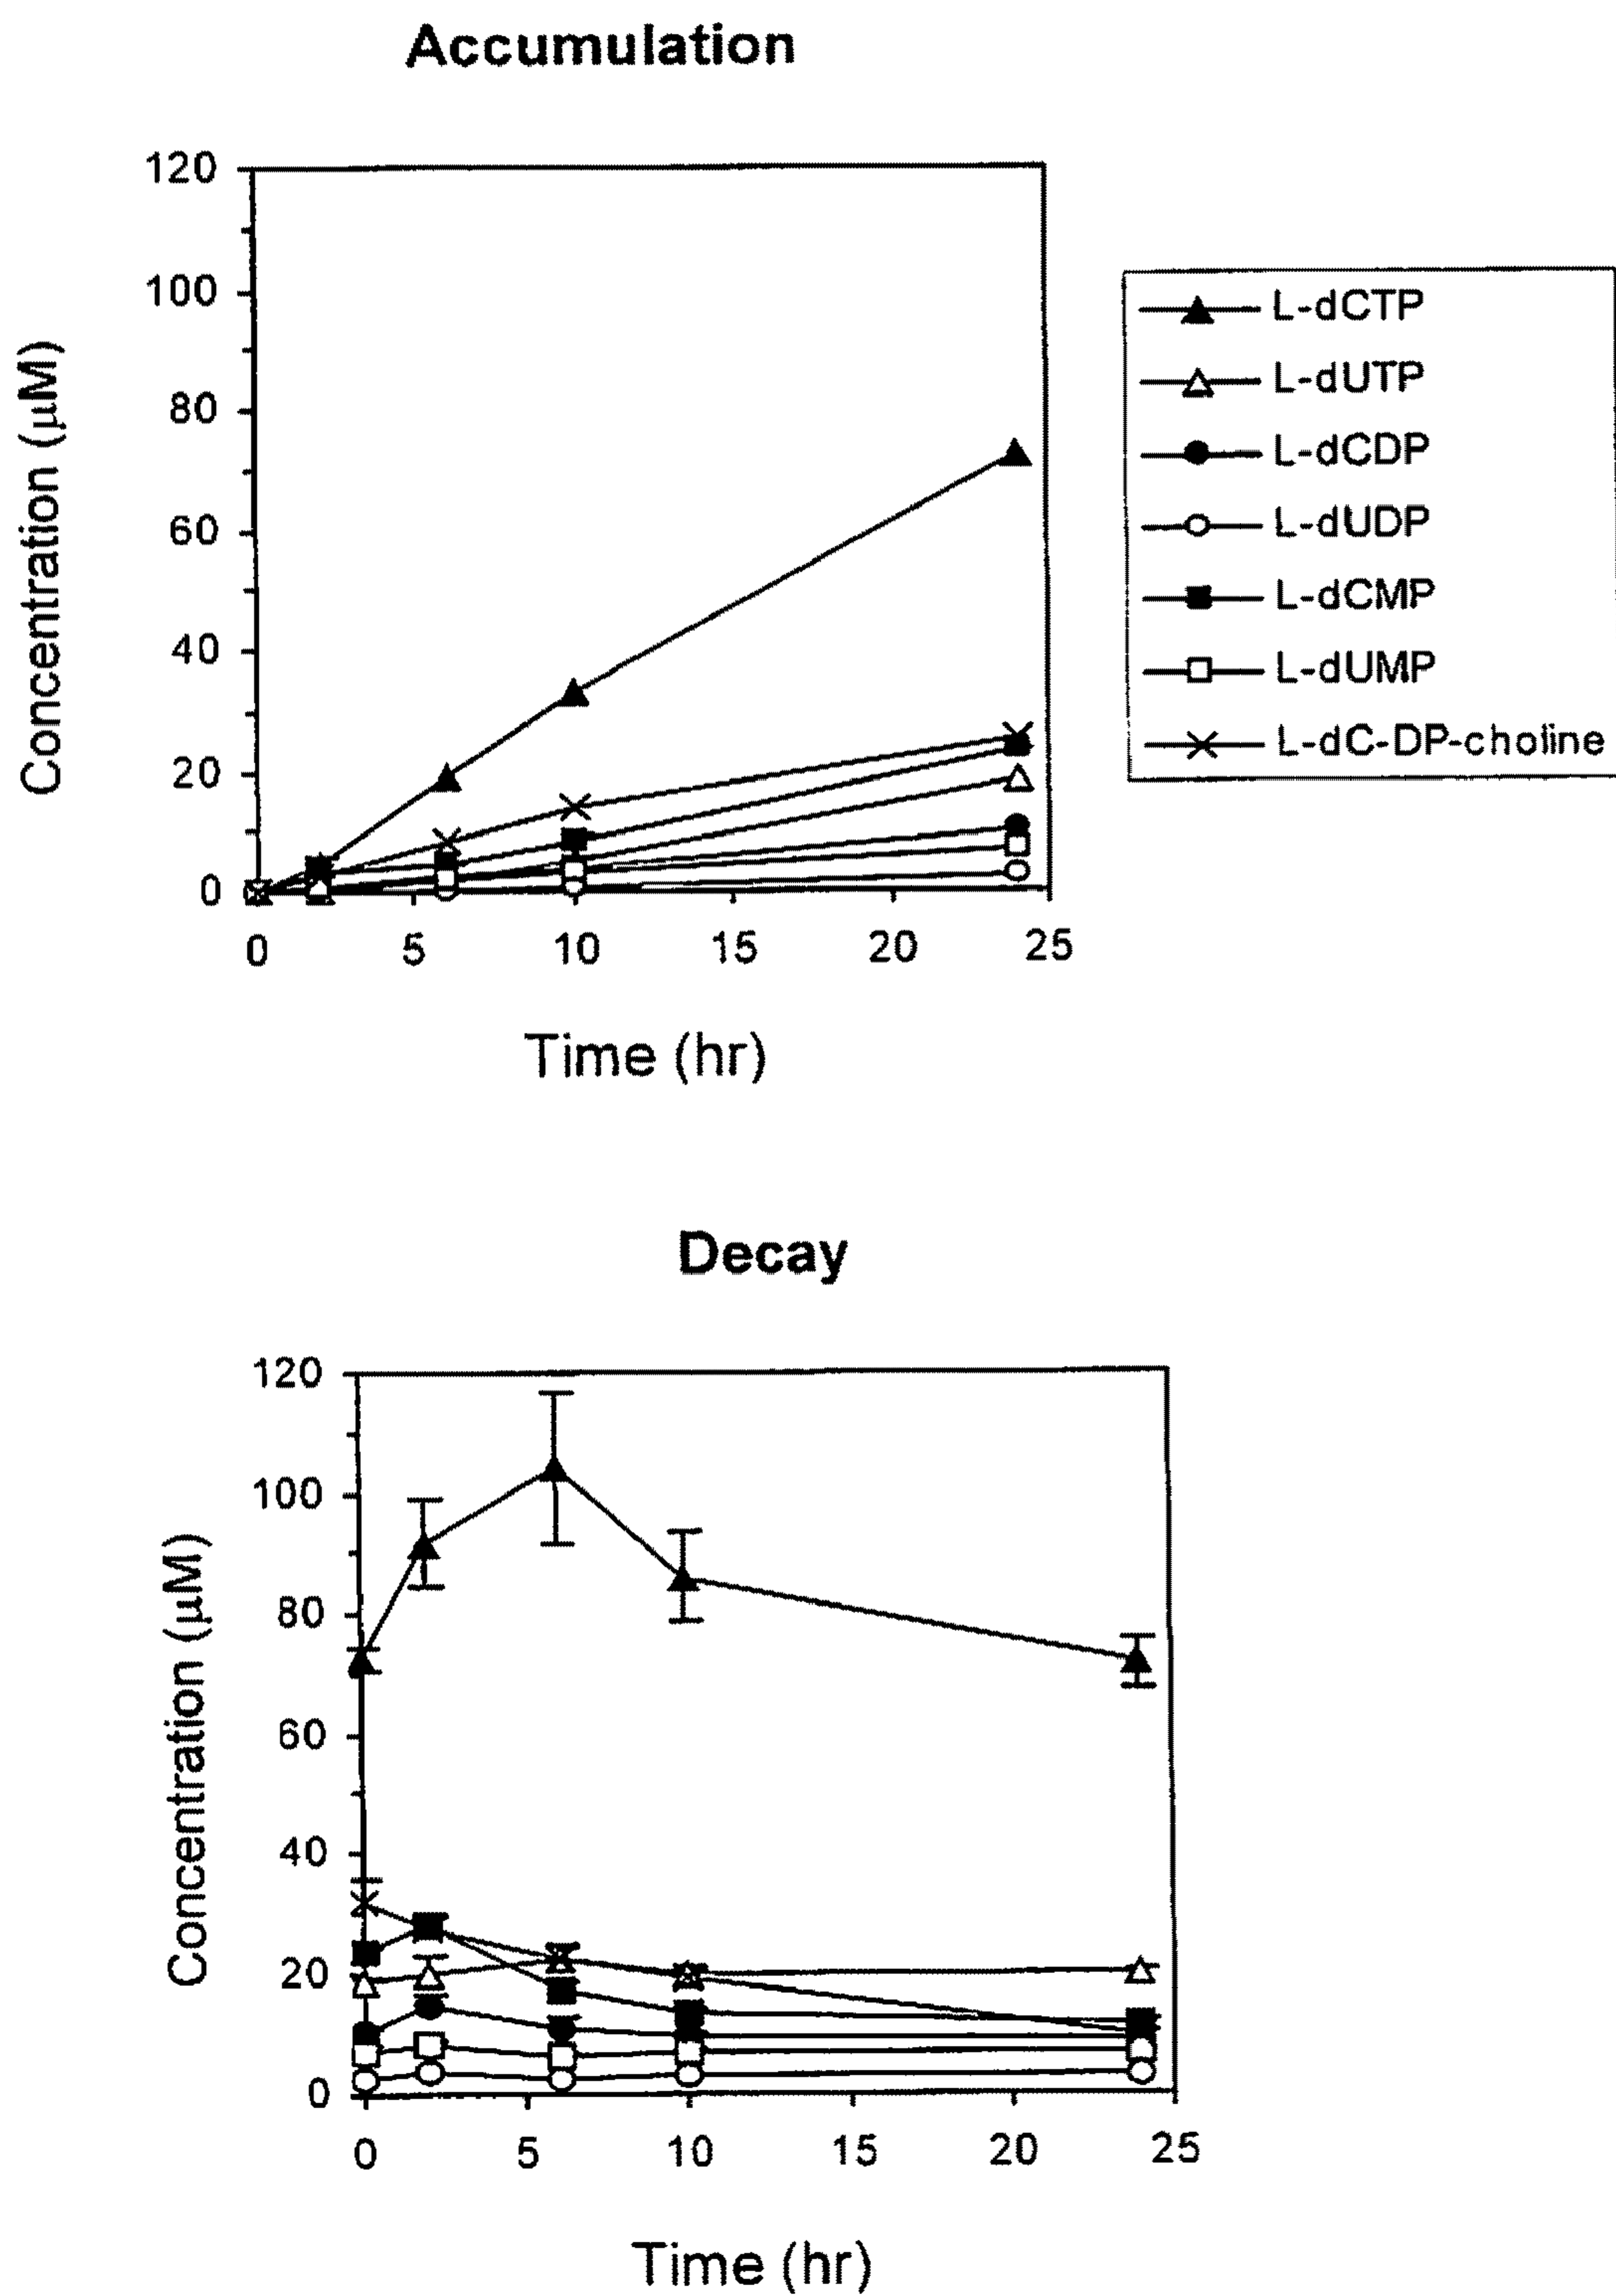 Accumulation
120
100
80
60
40
20
0
Concentration (μM)
0 5 10 15 20 25
Time (hr)
L-dCTP
L-dUTP
L-dCDP
L-dUDP
L-dCMP
L-dUMP
L-dC-DP-choline
Decay
120
100
80
60
40
20
0
Concentration (μM)
0 5 10 15 20 25
Time (hr)